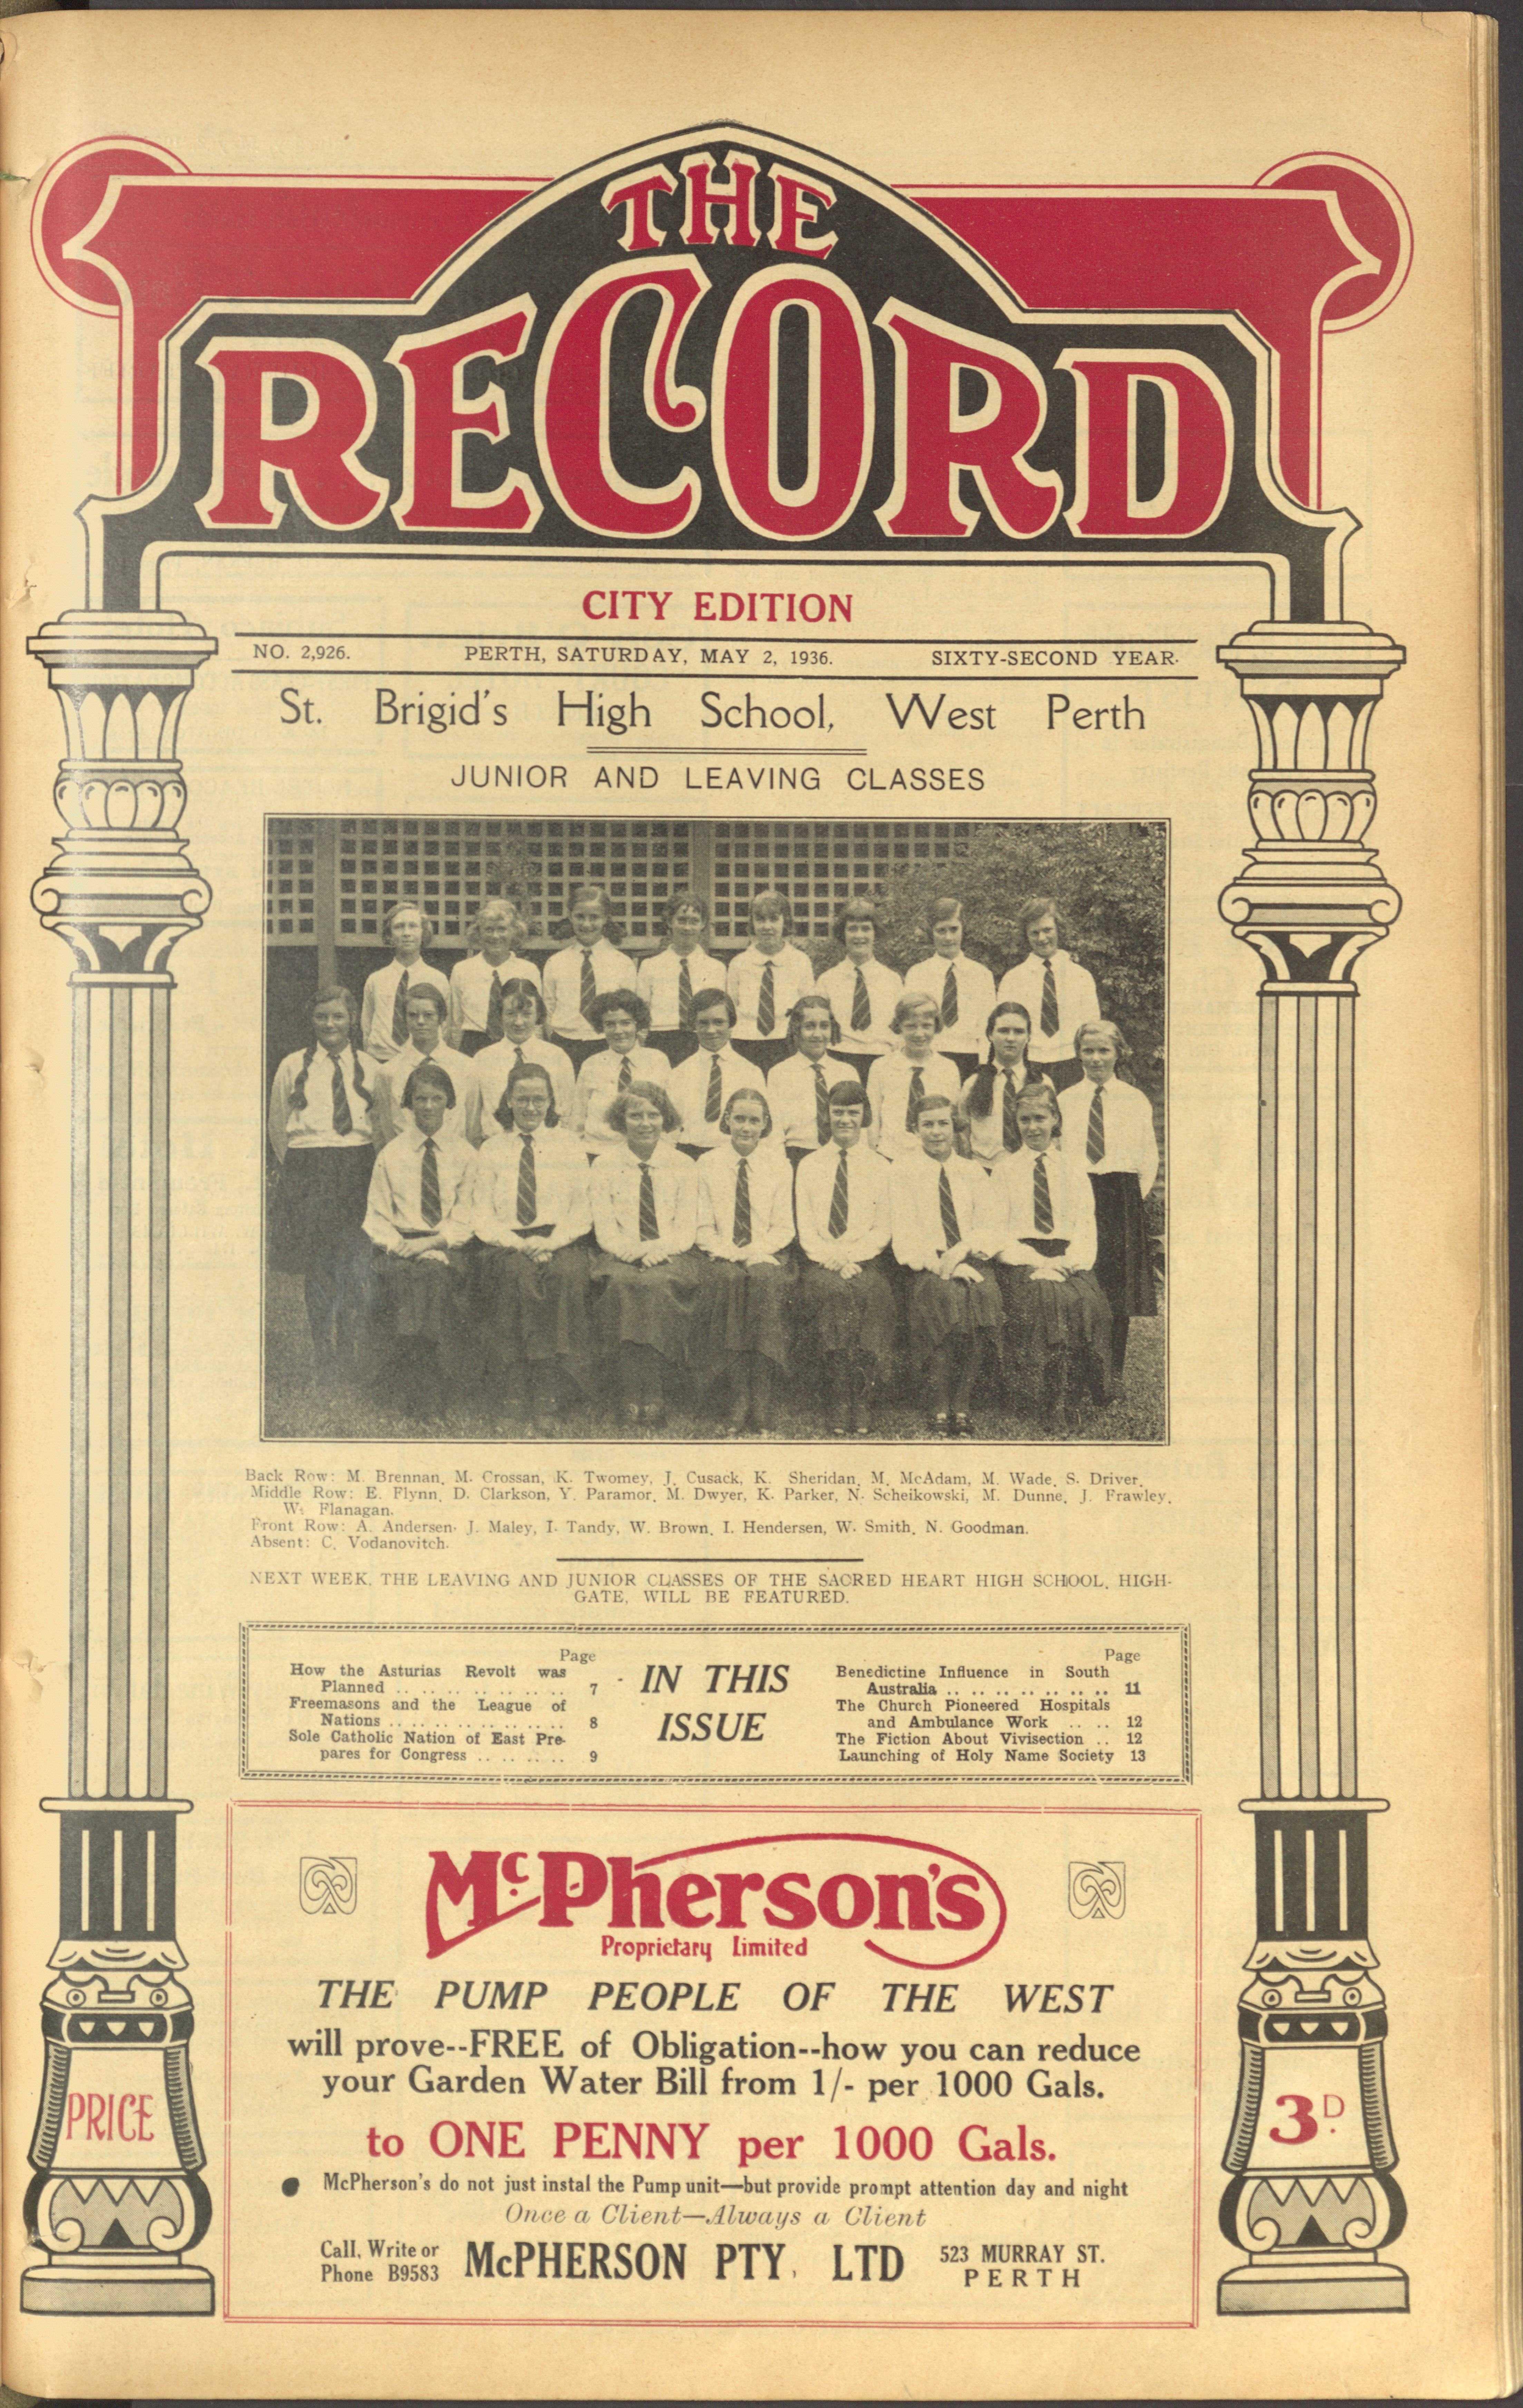 THE
RECORD
CITY EDITION
NO. 2,926. PERTH, SATURDAY, MAY 2, 1936. SIXTY-SECOND YEAR.
St. Brigid's High School, West Perth
JUNIOR AND LEAVING CLASSES
Back Row: M. Brennan, M. Crossan, K. Twomey, J. Cusack, K. Sheridan, M. McAdam, M. Wade, S. Driver.
Middle Row: E. Flynn, D. Clarkson, Y. Paramor, M. Dwyer, K. Parker, N. Scheikowski, M. Dunne, J. Frawley,
W. Flanagan.
Front Row: A. Andersen. J. Maley, I. Tandy, W. Brown, I. Hendersen, W. Smith, N. Goodman.
Absent: C. Vodanovitch.
NEXT WEEK, THE LEAVING AND JUNIOR CLASSES OF THE SACRED HEART HIGH SCHOOL, HIGH-
GATE, WILL BE FEATURED.
Page
How the Asturias Revolt was
Planned .. .. .. .. .. .. .. 7
Freemasons and the League of
Nations .. .. .. .. .. .. .. 8
Sole Catholic Nation of East Pre-
pares for Congress .. .. .. .. 9
IN THIS
ISSUE
Page
Benedictine Influence in South
Australia .. .. .. .. .. .. .. 11
The Church Pioneered Hospitals
and Ambulance Work .. .. 12
The Fiction About Vivisection .. 12
Launching of Holy Name Society 13
McPherson's
Proprietary Limited
THE PUMP PEOPLE OF THE WEST
will prove--FREE of Obligation--how you can reduce
your Garden Water Bill from 1/- per 1000 Gals.
to ONE PENNY per 1000 Gals.
● McPherson's do not just instal the Pump unit—but provide prompt attention day and night
Once a Client—Always a Client
Call, Write or
Phone B9583
McPHERSON PTY. LTD
523 MURRAY ST.
PERTH
PRICE
3D.